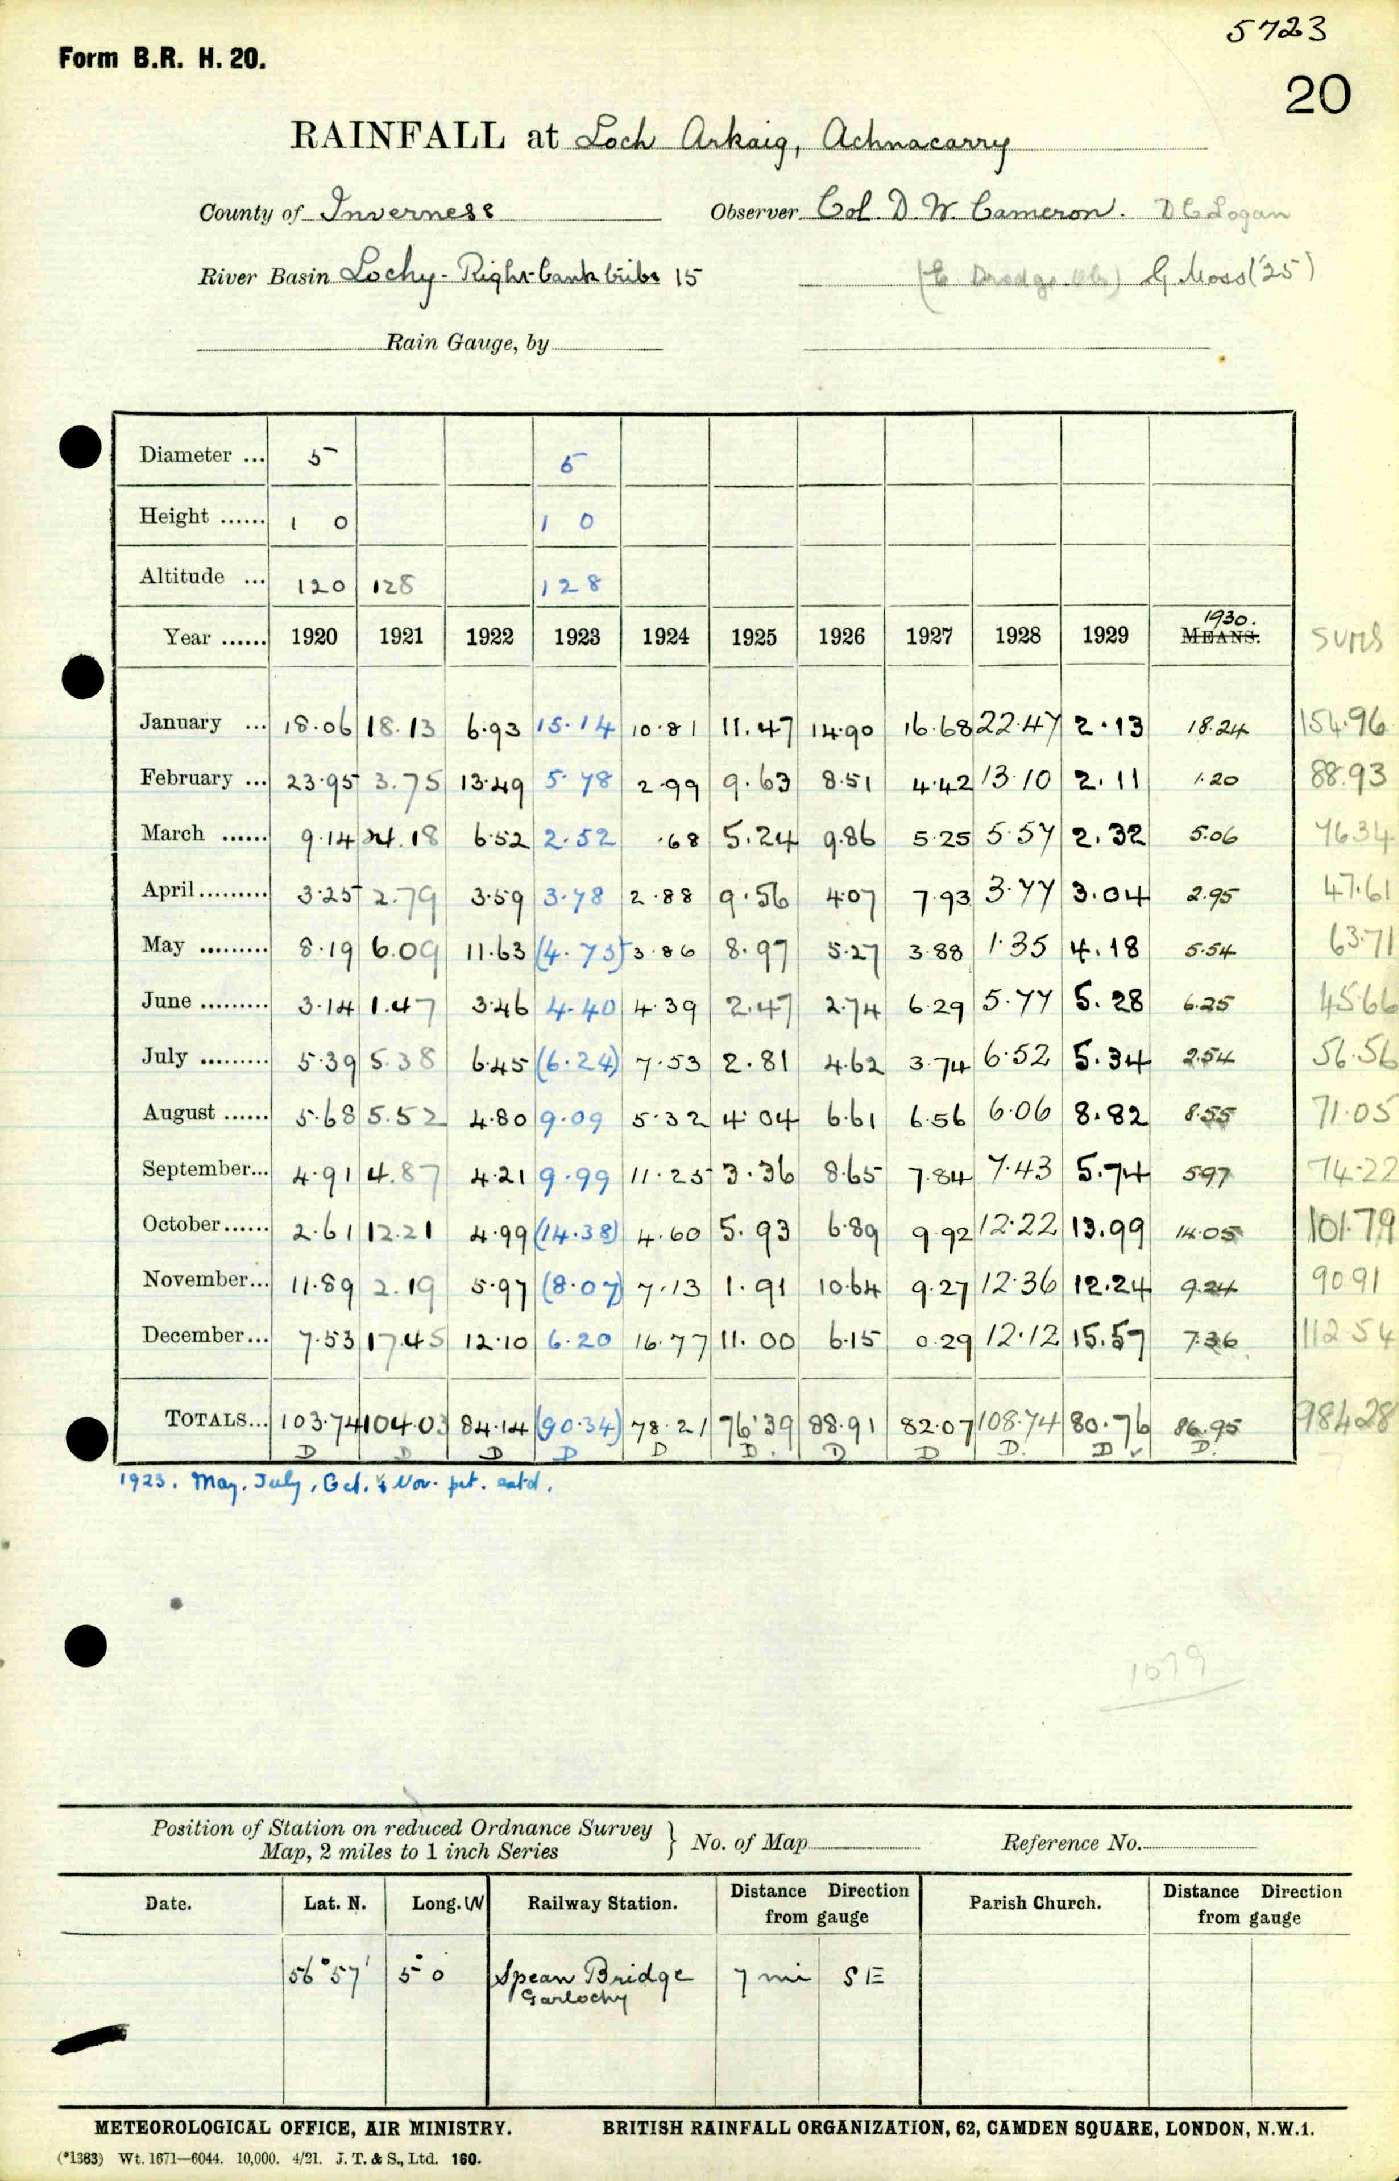 5723
Form B.R. H. 20.
20
RAINFALL at Loch Arkaig, Achnacarry
County of Inverness Observer Col. D. W. Cameron. D C Logan
River Basin Lochy - Right bank tribs 15 G Moss ('25)
Rain Gauge, by
Diameter ... 5 5
Height ...... 1 0 1 0
Altitude ... 120 128 128
Year ...... 1920 1921 1922 1923 1924 1925 1926 1927 1928 1929 1930. MEANS. SUMS
January ... 18.06 18.13 6.93 15.14 10.81 11.47 14.90 16.68 22.47 2.13 18.24 154.96
February ... 23.95 3.75 13.49 5.78 2.99 9.63 8.51 4.42 13.10 2.11 1.20 88.93
March ...... 9.14 24.18 6.52 2.52 .68 5.24 9.86 5.25 5.57 2.32 5.06 76.34
April ......... 3.25 2.79 3.59 3.78 2.88 9.56 4.07 7.93 3.77 3.04 2.95 47.61
May ......... 8.19 6.09 11.63 (4.75) 3.86 8.97 5.27 3.88 1.35 4.18 5.54 63.71
June ......... 3.14 1.47 3.46 4.40 4.39 2.47 2.74 6.29 5.77 5.28 6.25 45.66
July ......... 5.39 5.38 6.45 (6.24) 7.53 2.81 4.62 3.74 6.52 5.34 2.54 56.56
August ...... 5.68 5.52 4.80 9.09 5.32 4.04 6.61 6.56 6.06 8.82 8.55 71.05
September... 4.91 4.87 4.21 9.99 11.25 3.36 8.65 7.84 7.43 5.74 5.97 74.22
October...... 2.61 12.21 4.99 (14.38) 4.60 5.93 6.89 9.92 12.22 13.99 14.05 101.79
November... 11.89 2.19 5.97 (8.07) 7.13 1.91 10.64 9.27 12.36 12.24 9.24 90.91
December... 7.53 17.45 12.10 6.20 16.77 11.00 6.15 0.29 12.12 15.57 7.36 112.54
TOTALS... 103.74 104.03 84.14 (90.34) 78.21 76.39 88.91 82.07 108.74 80.76 86.95 984.28
D D D D D D. D D D. D ✓ D.
1923. May, July, Oct. & Nov. prt. estd.
1079
Position of Station on reduced Ordnance Survey
Map, 2 miles to 1 inch Series } No. of Map Reference No.
Date. Lat. N. Long. W Railway Station. Distance Direction from gauge Parish Church. Distance Direction from gauge
56° 57' 5° 0 Spean Bridge 7 mi SE
Gairlochy
METEOROLOGICAL OFFICE, AIR MINISTRY. BRITISH RAINFALL ORGANIZATION, 62, CAMDEN SQUARE, LONDON, N.W.1.
(*1383) Wt. 1671—6044. 10,000. 4/21. J. T. & S., Ltd. 160.